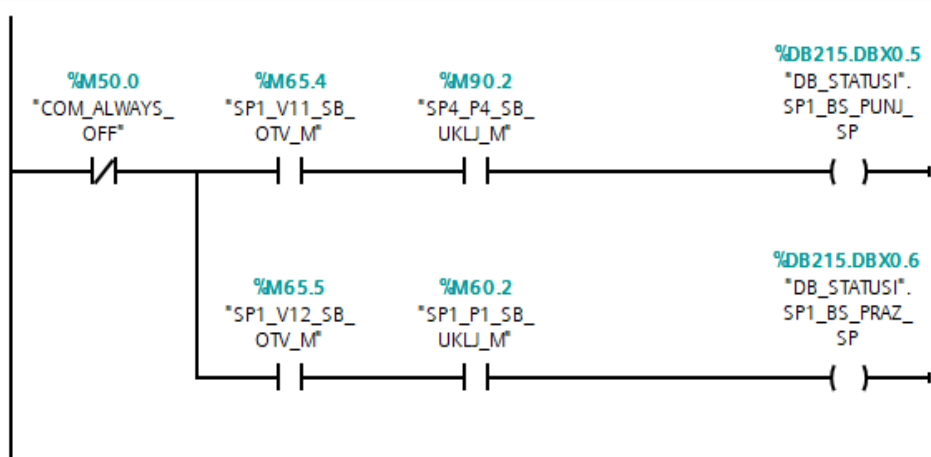 %M50.0
"COM_ALWAYS_
OFF"
%M65.4
"SP1_V11_SB_
OTV_M"
%M90.2
"SP4_P4_SB_
UKLJ_M"
%DB215.DBX0.5
"DB_STATUSI".
SP1_BS_PUNJ_
SP
%M65.5
"SP1_V12_SB_
OTV_M"
%M60.2
"SP1_P1_SB_
UKLJ_M"
%DB215.DBX0.6
"DB_STATUSI".
SP1_BS_PRAZ_
SP